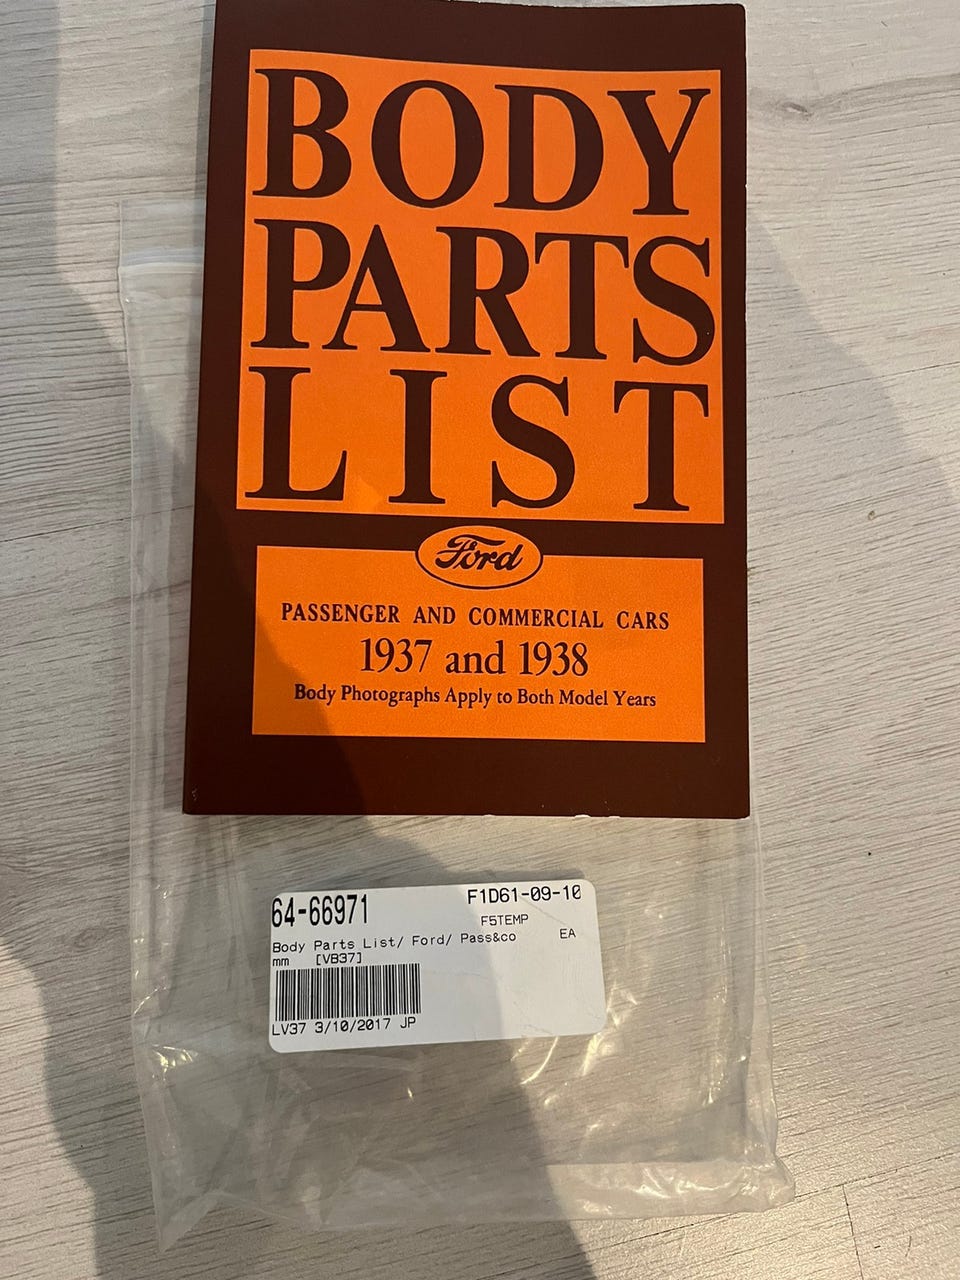 BODY
PARTS
LIST
Ford
PASSENGER AND COMMERCIAL CARS
1937 and 1938
Body Photographs Apply to Both Model Years
64-66971
F1D61-09-10
F5TEMP
Body Parts List/ Ford/ Pass&co
EA
mm [VB37]
LV37 3/10/2017 JP